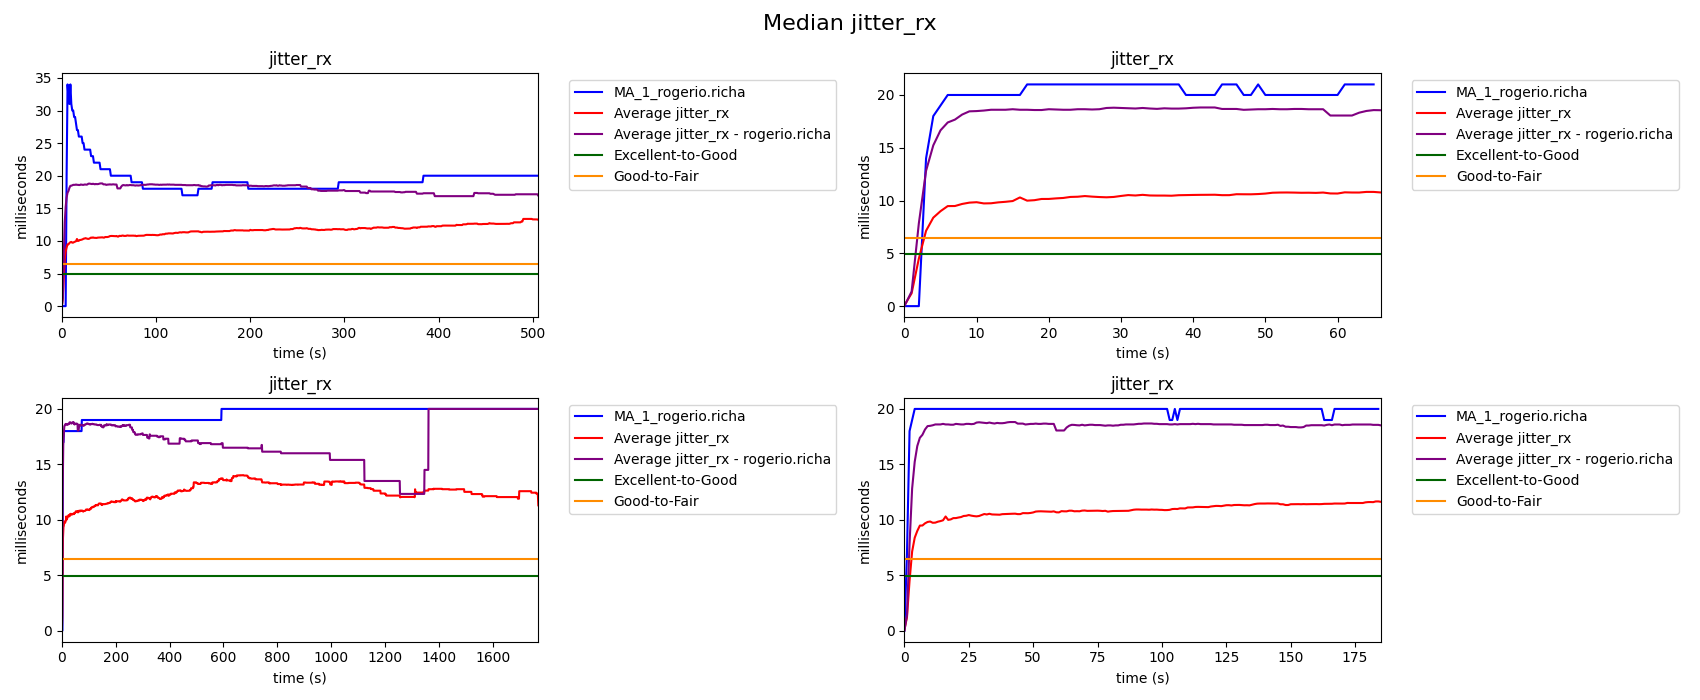 Median jitter_rx
jitter_rx
milliseconds
35
30
25
20
15
10
5
0
0 100 200 300 400 500
time (s)
MA_1_rogerio.richa
Average jitter_rx
Average jitter_rx - rogerio.richa
Excellent-to-Good
Good-to-Fair
jitter_rx
milliseconds
20
15
10
5
0
0 10 20 30 40 50 60
time (s)
MA_1_rogerio.richa
Average jitter_rx
Average jitter_rx - rogerio.richa
Excellent-to-Good
Good-to-Fair
jitter_rx
milliseconds
20
15
10
5
0
0 200 400 600 800 1000 1200 1400 1600
time (s)
MA_1_rogerio.richa
Average jitter_rx
Average jitter_rx - rogerio.richa
Excellent-to-Good
Good-to-Fair
jitter_rx
milliseconds
20
15
10
5
0
0 25 50 75 100 125 150 175
time (s)
MA_1_rogerio.richa
Average jitter_rx
Average jitter_rx - rogerio.richa
Excellent-to-Good
Good-to-Fair